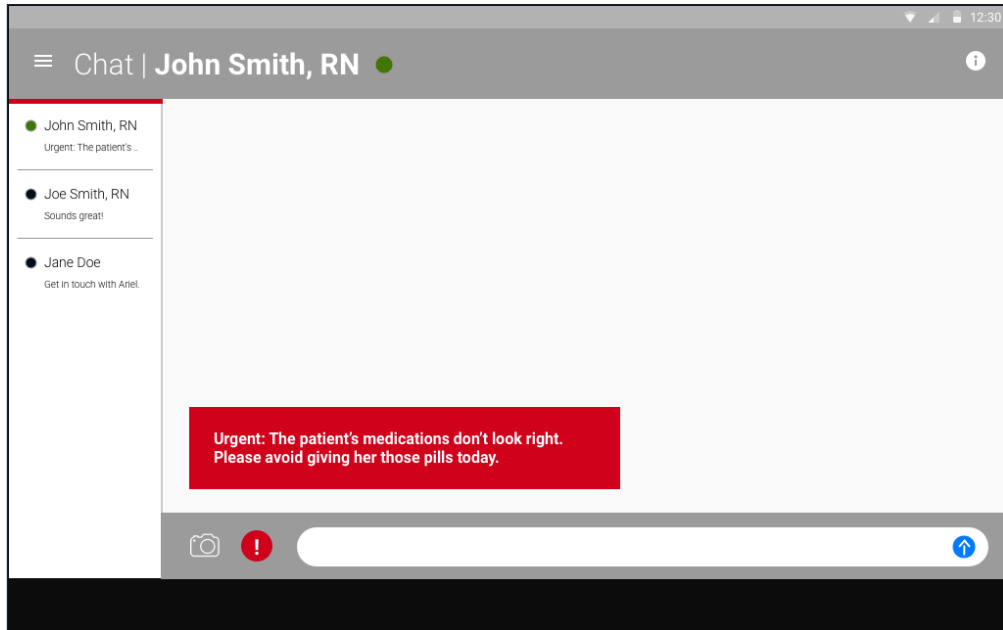 12:30
Chat | John Smith, RN
John Smith, RN
Urgent: The patient's ..
Joe Smith, RN
Sounds great!
Jane Doe
Get in touch with Ariel.
Urgent: The patient’s medications don’t look right.
Please avoid giving her those pills today.